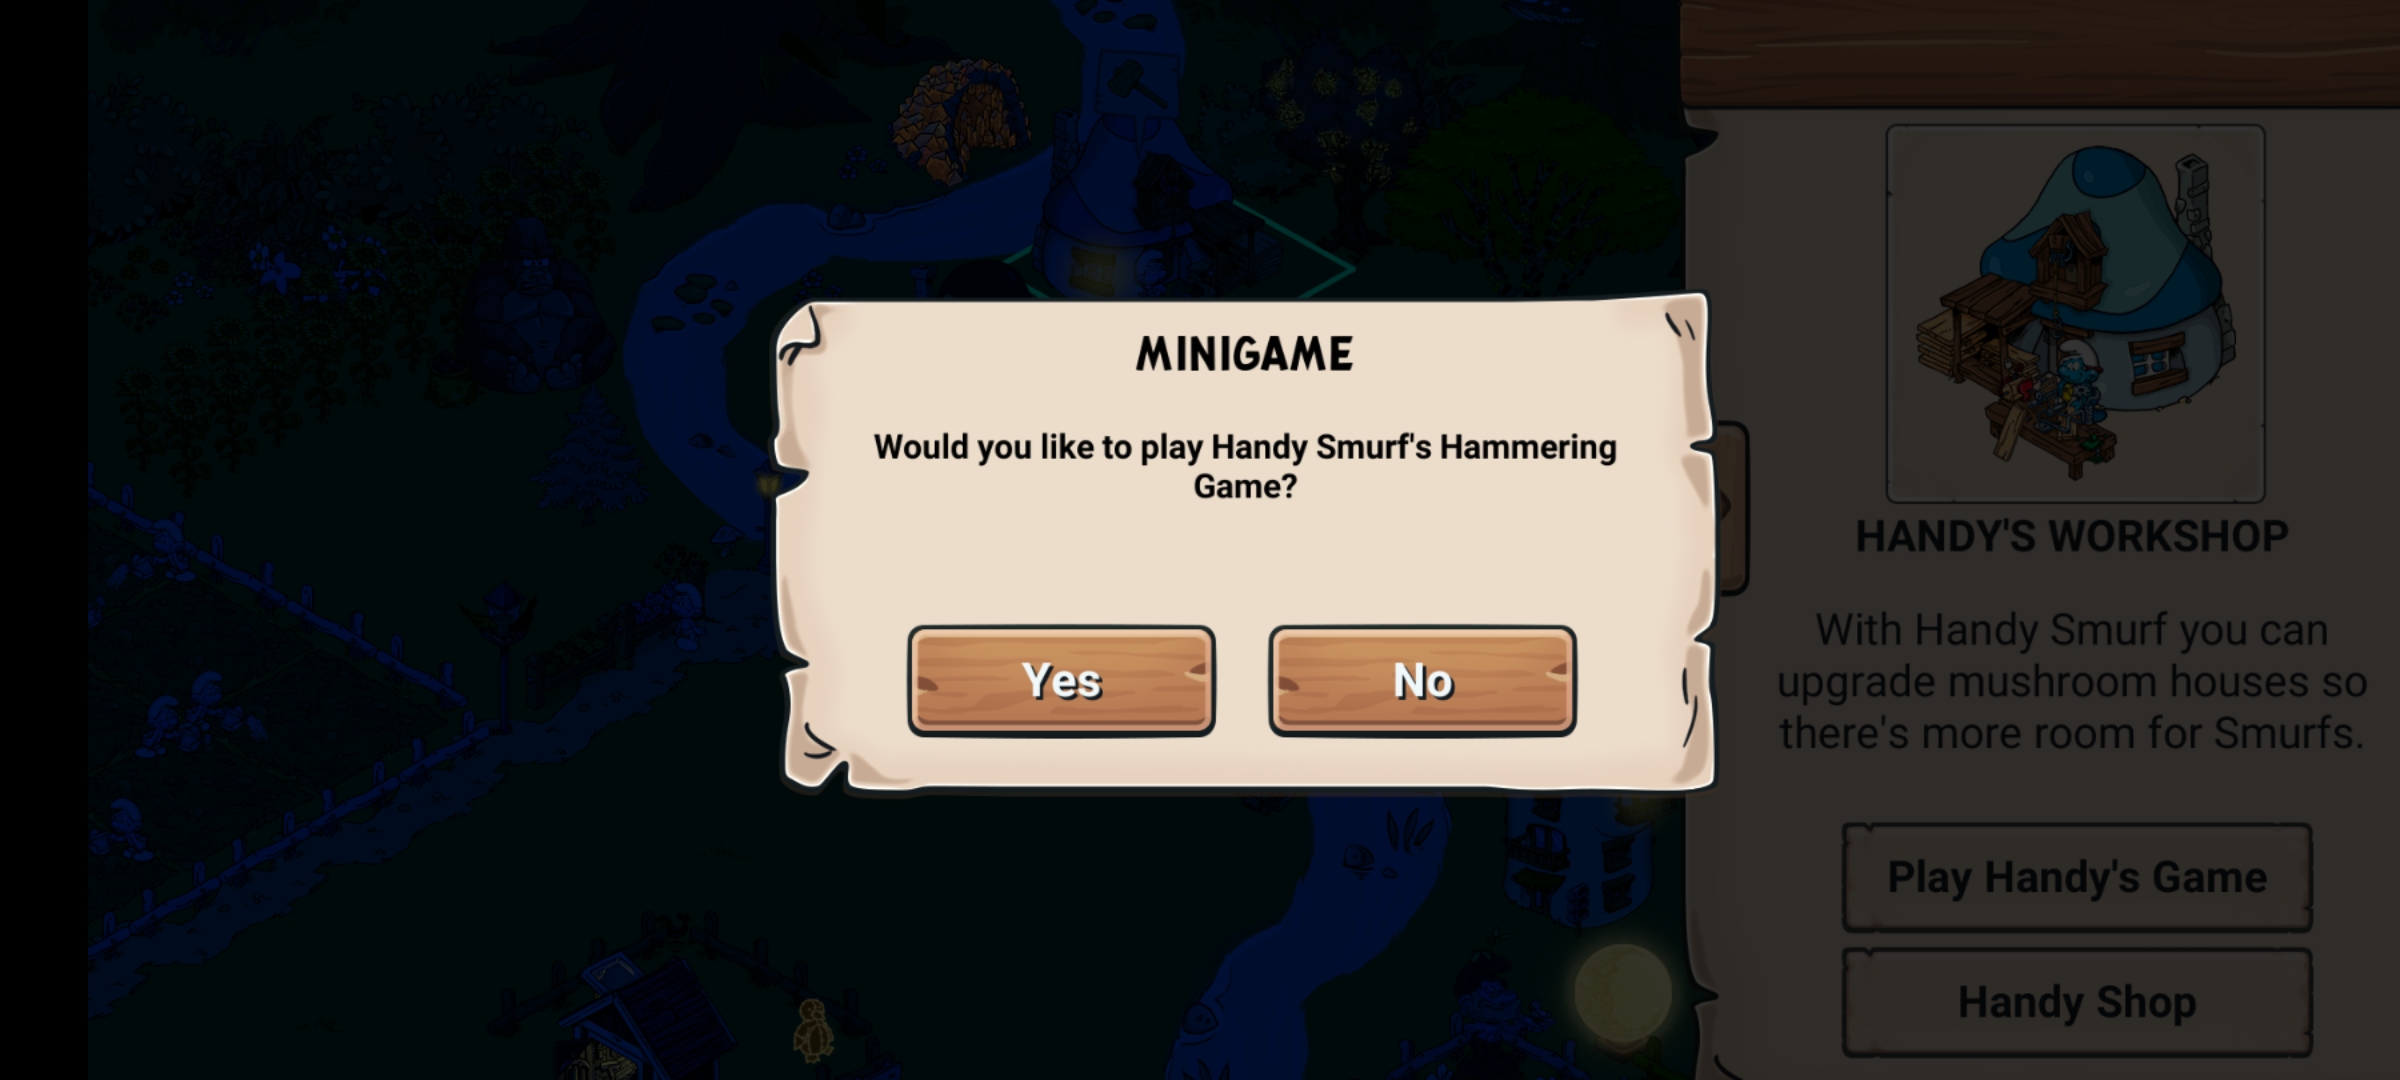 MINIGAME
Would you like to play Handy Smurf's Hammering
Game?
Yes
No
HANDY'S WORKSHOP
With Handy Smurf you can
upgrade mushroom houses so
there's more room for Smurfs.
Play Handy's Game
Handy Shop